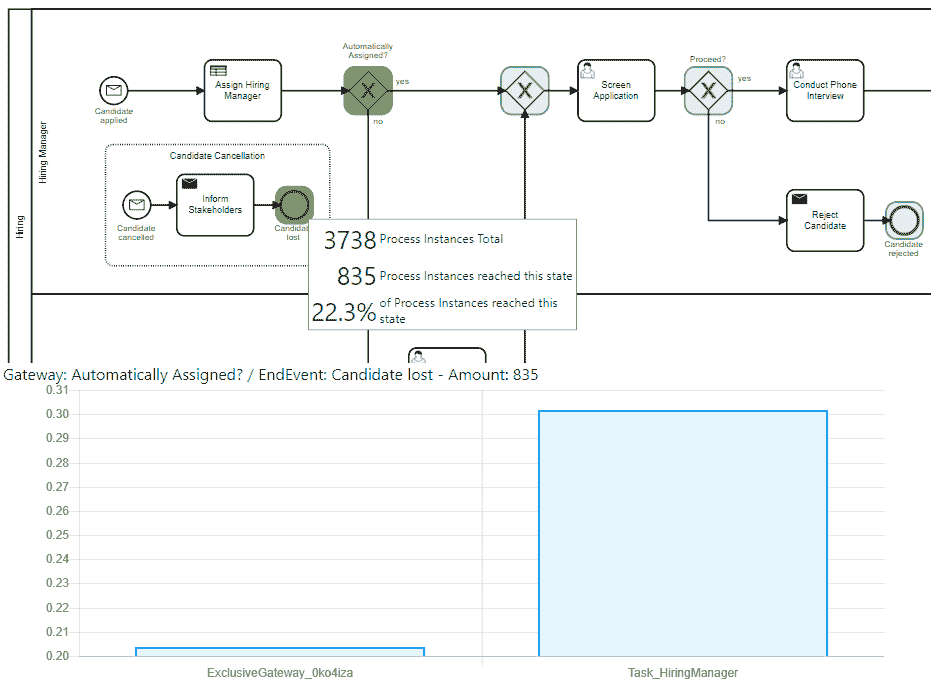 Hiring
Hiring Manager
Candidate
applied
Assign Hiring
Manager
Automatically
Assigned?
yes
no
Screen
Application
Proceed?
yes
no
Conduct Phone
Interview
Candidate Cancellation
Candidate
cancelled
Inform
Stakeholders
Candidat
lost
Reject
Candidate
Candidate
rejected
3738 Process Instances Total
835 Process Instances reached this state
22.3% of Process Instances reached this
state
Gateway: Automatically Assigned? / EndEvent: Candidate lost - Amount: 835
0.31
0.30
0.29
0.28
0.27
0.26
0.25
0.24
0.23
0.22
0.21
0.20
ExclusiveGateway_0ko4iza
Task_HiringManager